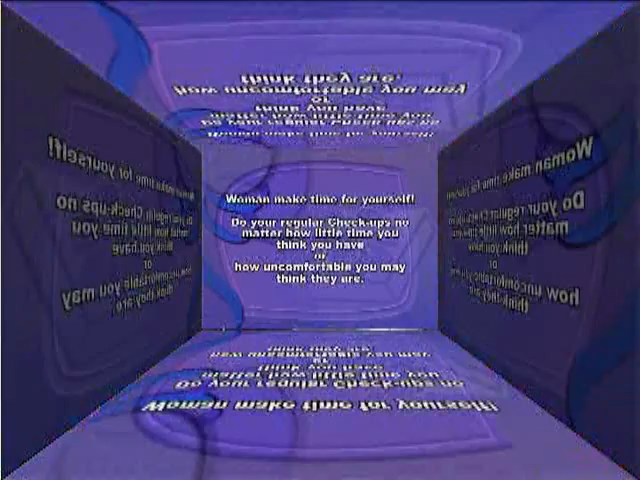 Woman make time for yourself!
Do your regular Check-ups no
matter how little time you
think you have
or
how uncomfortable you may
think they are.